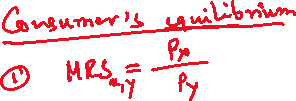 Consumer's equilibrium
① MRSx,y = Px/Py